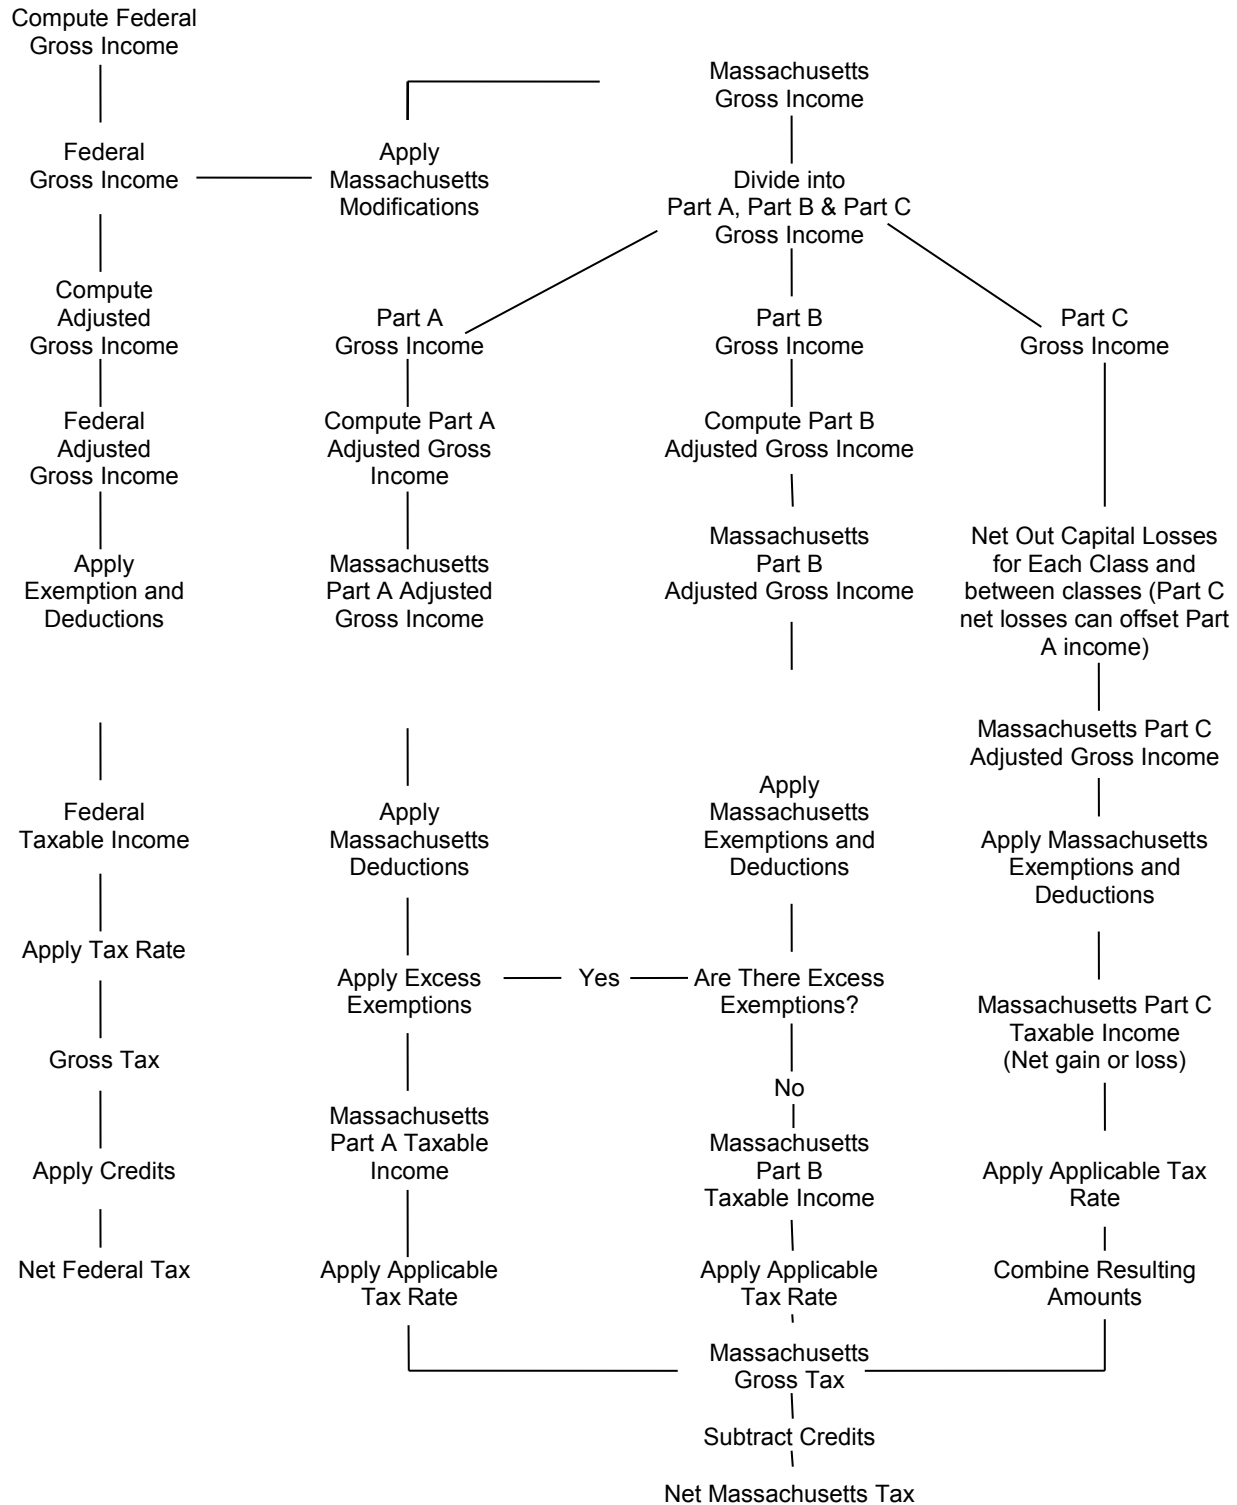 Compute Federal
Gross Income
Federal
Gross Income
Compute
Adjusted
Gross Income
Federal
Adjusted
Gross Income
Apply
Exemption and
Deductions
Federal
Taxable Income
Apply Tax Rate
Gross Tax
Apply Credits
Net Federal Tax
Apply
Massachusetts
Modifications
Massachusetts
Gross Income
Divide into
Part A, Part B & Part C
Gross Income
Part A
Gross Income
Compute Part A
Adjusted Gross
Income
Massachusetts
Part A Adjusted
Gross Income
Apply
Massachusetts
Deductions
Apply Excess
Exemptions
Massachusetts
Part A Taxable
Income
Apply Applicable
Tax Rate
Part B
Gross Income
Compute Part B
Adjusted Gross Income
Massachusetts
Part B
Adjusted Gross Income
Apply
Massachusetts
Exemptions and
Deductions
Are There Excess
Exemptions?
Yes
No
Massachusetts
Part B
Taxable Income
Apply Applicable
Tax Rate
Part C
Gross Income
Net Out Capital Losses
for Each Class and
between classes (Part C
net losses can offset Part
A income)
Massachusetts Part C
Adjusted Gross Income
Apply Massachusetts
Exemptions and
Deductions
Massachusetts Part C
Taxable Income
(Net gain or loss)
Apply Applicable Tax
Rate
Combine Resulting
Amounts
Massachusetts
Gross Tax
Subtract Credits
Net Massachusetts Tax